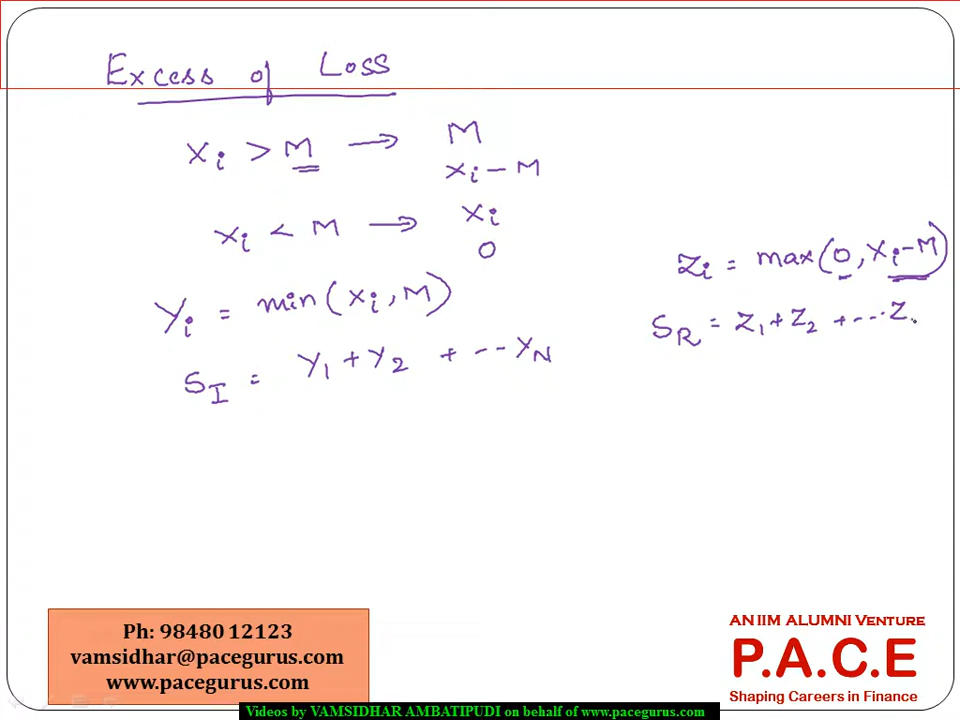 Excess of Loss
Xi > M → M
Xi − M
Xi < M → Xi
0
Yi = min(Xi, M)
SI = Y1 + Y2 + --- YN
Zi = max(0, Xi − M)
SR = Z1 + Z2 + ---- Z
Ph: 98480 12123
vamsidhar@pacegurus.com
www.pacegurus.com
AN IIM ALUMNI VENTURE
P.A.C.E
Shaping Careers in Finance
Videos by VAMSIDHAR AMBATIPUDI on behalf of www.pacegurus.com